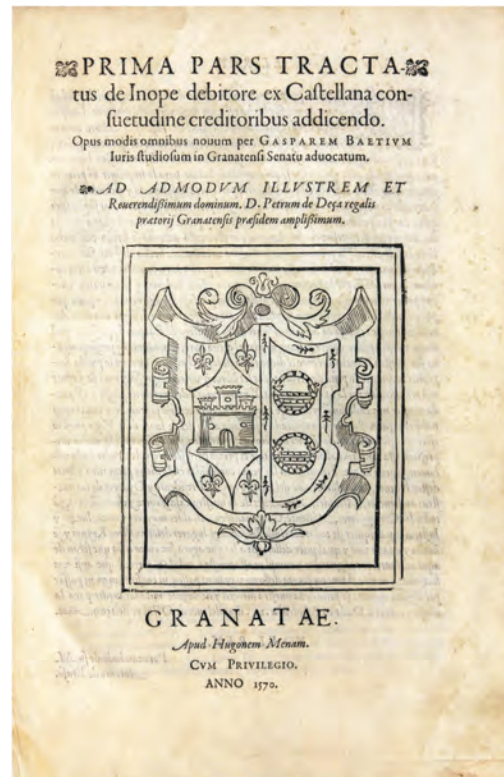 PRIMA PARS TRACTA-
tus de Inope debitore ex Castellana con-
suetudine creditoribus addicendo.
Opus modis omnibus nouum per GASPAREM BAETIVM
Iuris studiosum in Granatensi Senatu aduocatum.
AD ADMODVM ILLVSTREM ET
Reuerendissimum dominum. D. Petrum de Deça regalis
prætorij Granatensis præsidem amplissimum.
GRANATAE.
Apud Hugonem Menam.
CVM PRIVILEGIO.
ANNO 1570.